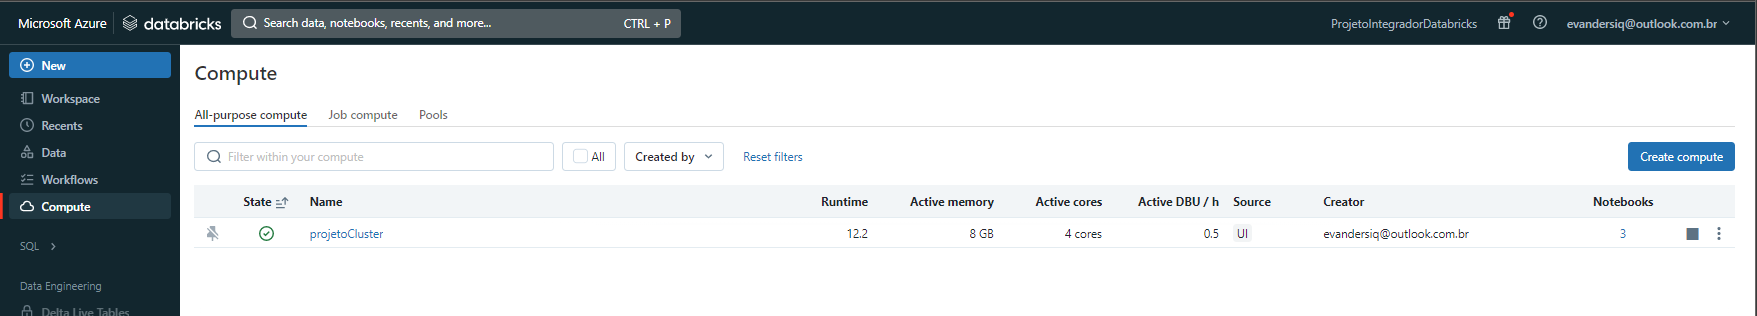 Microsoft Azure databricks Search data, notebooks, recents, and more... CTRL + P ProjetoIntegradorDatabricks evandersiq@outlook.com.br
New
Workspace
Recents
Data
Workflows
Compute
SQL
Data Engineering
Delta Live Tables
Compute
All-purpose compute Job compute Pools
Filter within your compute All Created by Reset filters Create compute
State Name Runtime Active memory Active cores Active DBU / h Source Creator Notebooks
projetoCluster 12.2 8 GB 4 cores 0.5 UI evandersiq@outlook.com.br 3